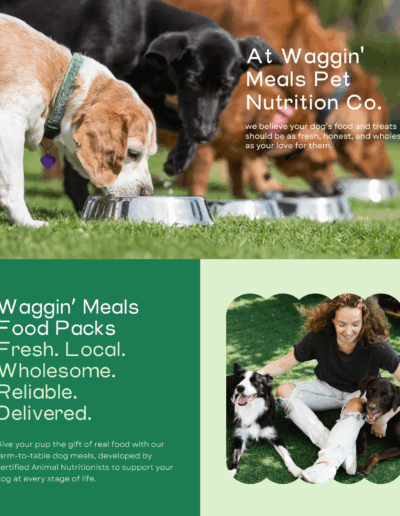 At Waggin'
Meals Pet
Nutrition Co.
we believe your dog's food and treats
should be as fresh, honest, and wholes
as your love for them.
Waggin' Meals
Food Packs
Fresh. Local.
Wholesome.
Reliable.
Delivered.
Give your pup the gift of real food with our
farm-to-table dog meals, developed by
certified Animal Nutritionists to support your
dog at every stage of life.